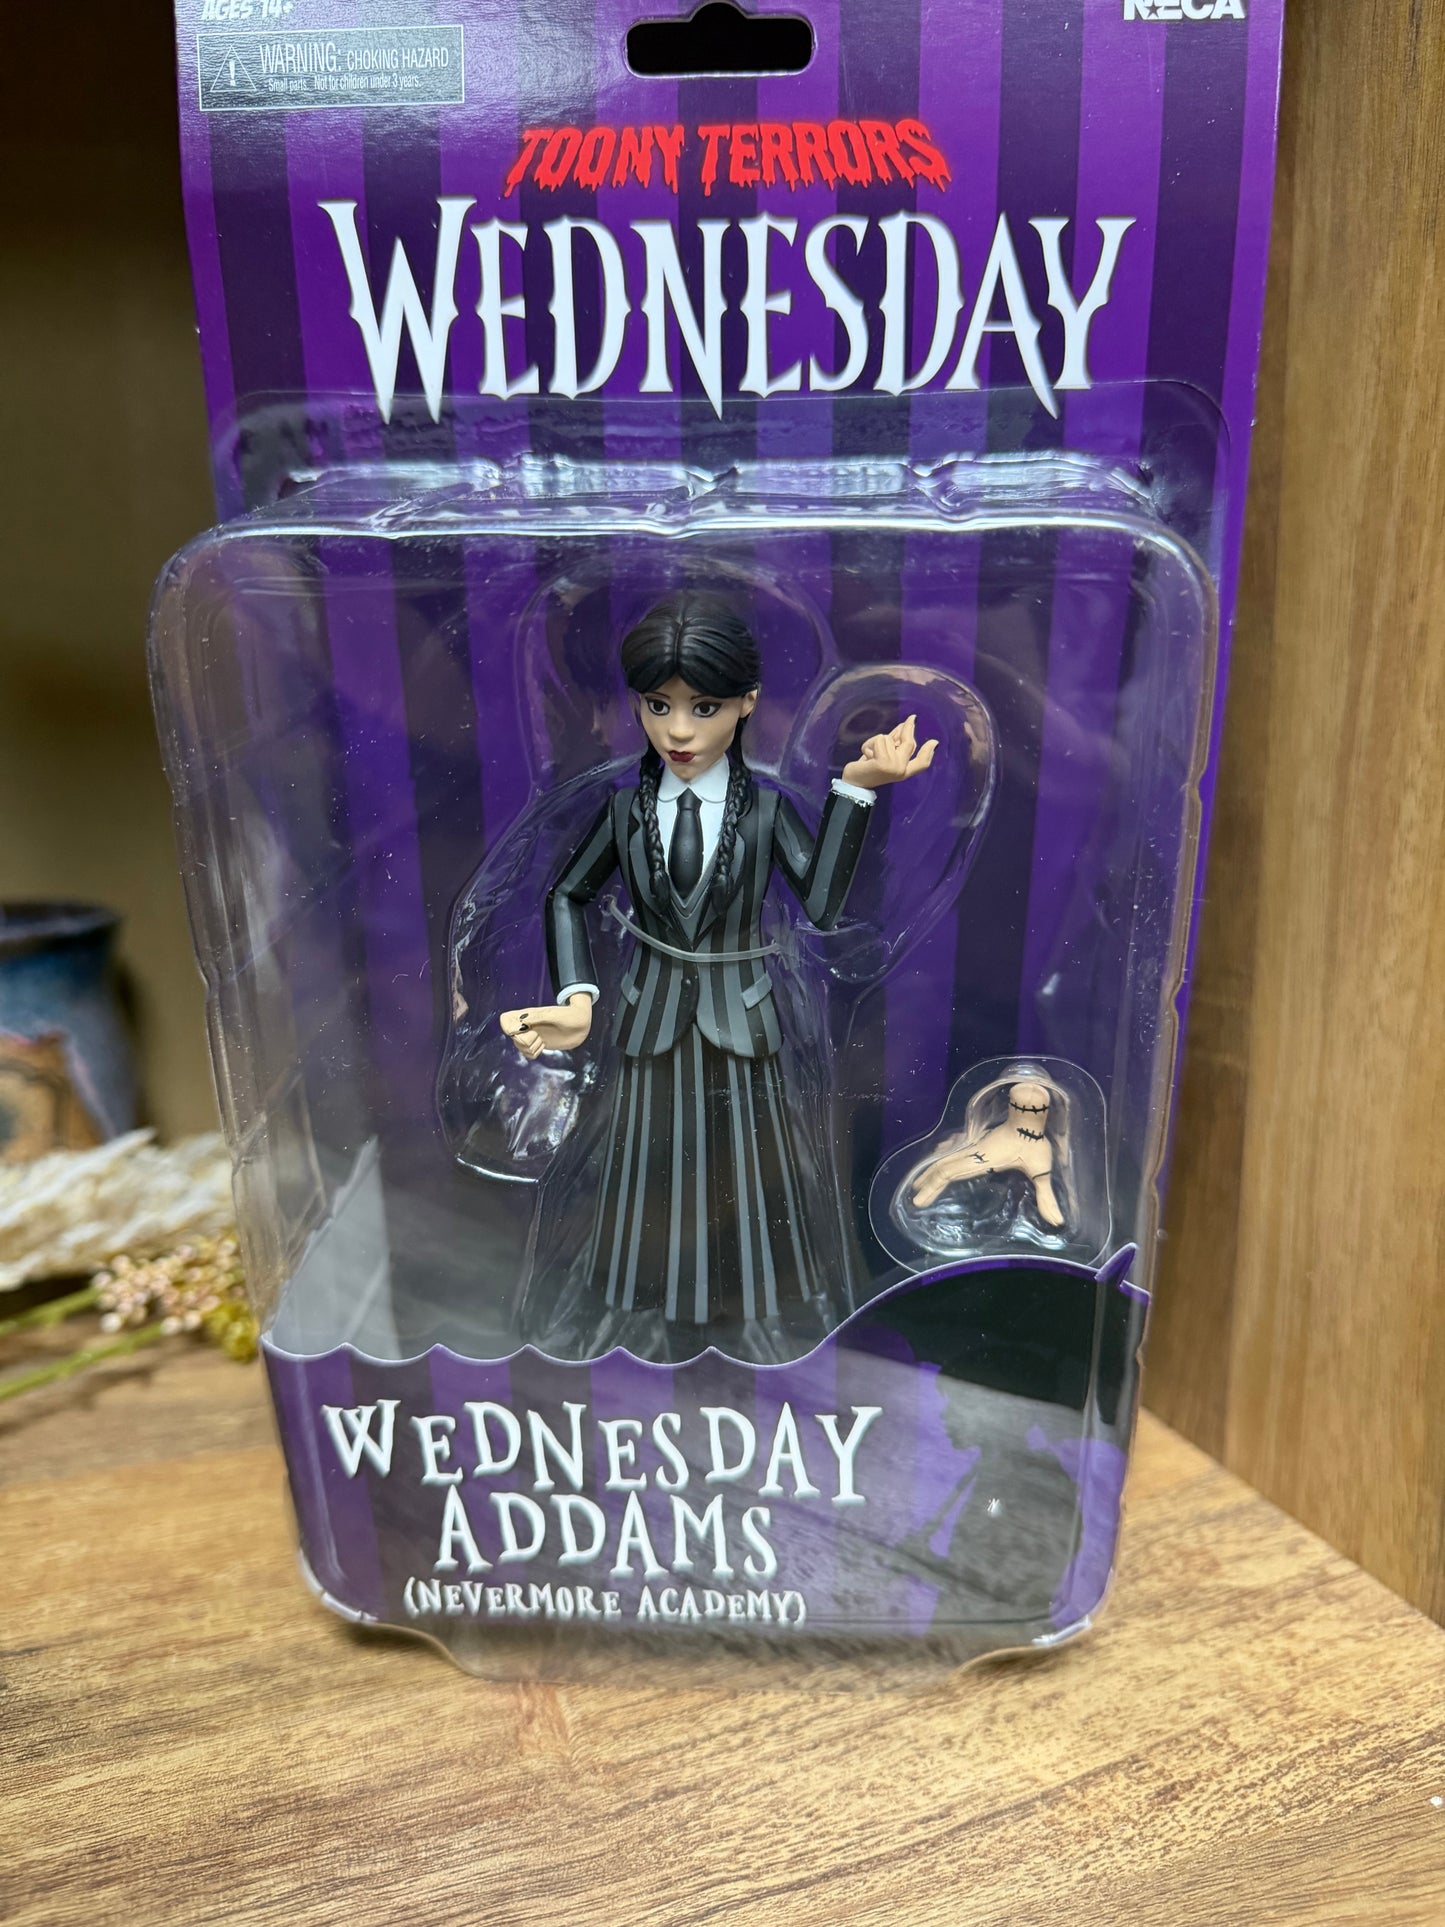 AGES 14+
NECA
WARNING: CHOKING HAZARD
Small parts. Not for children under 3 years.
TOONY TERRORS
WEDNESDAY
WEDNESDAY
ADDAMS
(NEVERMORE ACADEMY)